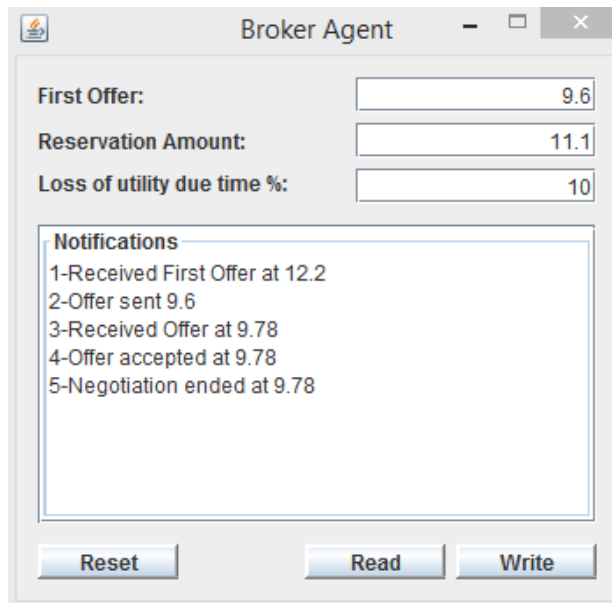 Broker Agent
First Offer: 9.6
Reservation Amount: 11.1
Loss of utility due time %: 10
Notifications
1-Received First Offer at 12.2
2-Offer sent 9.6
3-Received Offer at 9.78
4-Offer accepted at 9.78
5-Negotiation ended at 9.78
Reset Read Write